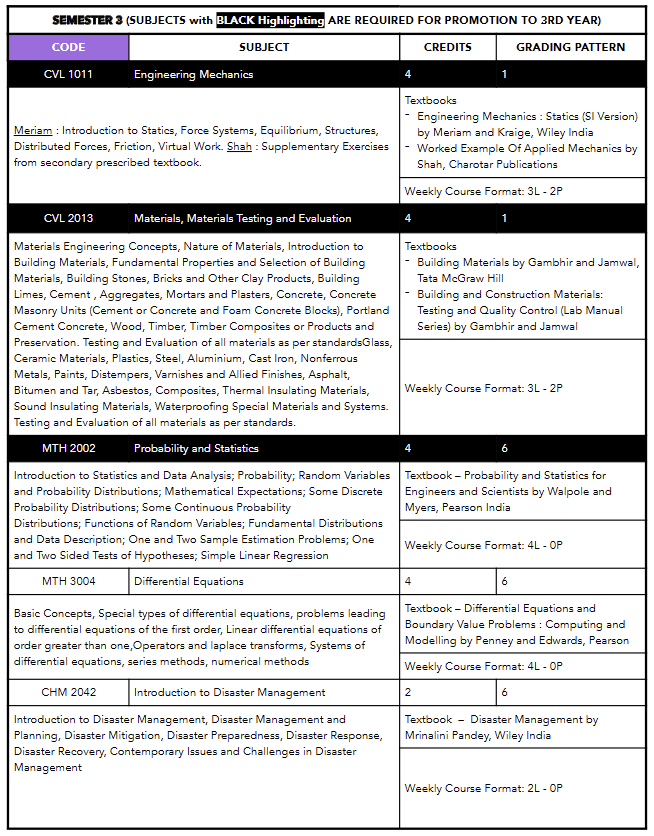 SEMESTER 3 (SUBJECTS with BLACK Highlighting ARE REQUIRED FOR PROMOTION TO 3RD YEAR)
CODE SUBJECT CREDITS GRADING PATTERN
CVL 1011 Engineering Mechanics 4 1
Meriam : Introduction to Statics, Force Systems, Equilibrium, Structures,
Distributed Forces, Friction, Virtual Work. Shah : Supplementary Exercises
from secondary prescribed textbook.
Textbooks
- Engineering Mechanics : Statics (SI Version)
by Meriam and Kraige, Wiley India
- Worked Example Of Applied Mechanics by
Shah, Charotar Publications
Weekly Course Format: 3L - 2P
CVL 2013 Materials, Materials Testing and Evaluation 4 1
Materials Engineering Concepts, Nature of Materials, Introduction to
Building Materials, Fundamental Properties and Selection of Building
Materials, Building Stones, Bricks and Other Clay Products, Building
Limes, Cement , Aggregates, Mortars and Plasters, Concrete, Concrete
Masonry Units (Cement or Concrete and Foam Concrete Blocks), Portland
Cement Concrete, Wood, Timber, Timber Composites or Products and
Preservation. Testing and Evaluation of all materials as per standardsGlass,
Ceramic Materials, Plastics, Steel, Aluminium, Cast Iron, Nonferrous
Metals, Paints, Distempers, Varnishes and Allied Finishes, Asphalt,
Bitumen and Tar, Asbestos, Composites, Thermal Insulating Materials,
Sound Insulating Materials, Waterproofing Special Materials and Systems.
Testing and Evaluation of all materials as per standards.
Textbooks
- Building Materials by Gambhir and Jamwal,
Tata McGraw Hill
- Building and Construction Materials:
Testing and Quality Control (Lab Manual
Series) by Gambhir and Jamwal
Weekly Course Format: 3L - 2P
MTH 2002 Probability and Statistics 4 6
Introduction to Statistics and Data Analysis; Probability; Random Variables
and Probability Distributions; Mathematical Expectations; Some Discrete
Probability Distributions; Some Continuous Probability
Distributions; Functions of Random Variables; Fundamental Distributions
and Data Description; One and Two Sample Estimation Problems; One
and Two Sided Tests of Hypotheses; Simple Linear Regression
Textbook – Probability and Statistics for
Engineers and Scientists by Walpole and
Myers, Pearson India
Weekly Course Format: 4L - 0P
MTH 3004 Differential Equations 4 6
Basic Concepts, Special types of differential equations, problems leading
to differential equations of the first order, Linear differential equations of
order greater than one,Operators and laplace transforms, Systems of
differential equations, series methods, numerical methods
Textbook – Differential Equations and
Boundary Value Problems : Computing and
Modelling by Penney and Edwards, Pearson
Weekly Course Format: 4L - 0P
CHM 2042 Introduction to Disaster Management 2 6
Introduction to Disaster Management, Disaster Management and
Planning, Disaster Mitigation, Disaster Preparedness, Disaster Response,
Disaster Recovery, Contemporary Issues and Challenges in Disaster
Management
Textbook – Disaster Management by
Mrinalini Pandey, Wiley India
Weekly Course Format: 2L - 0P